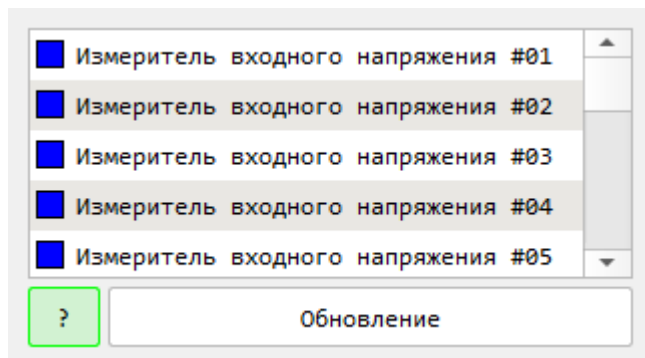 Измеритель входного напряжения #01
Измеритель входного напряжения #02
Измеритель входного напряжения #03
Измеритель входного напряжения #04
Измеритель входного напряжения #05
? Обновление